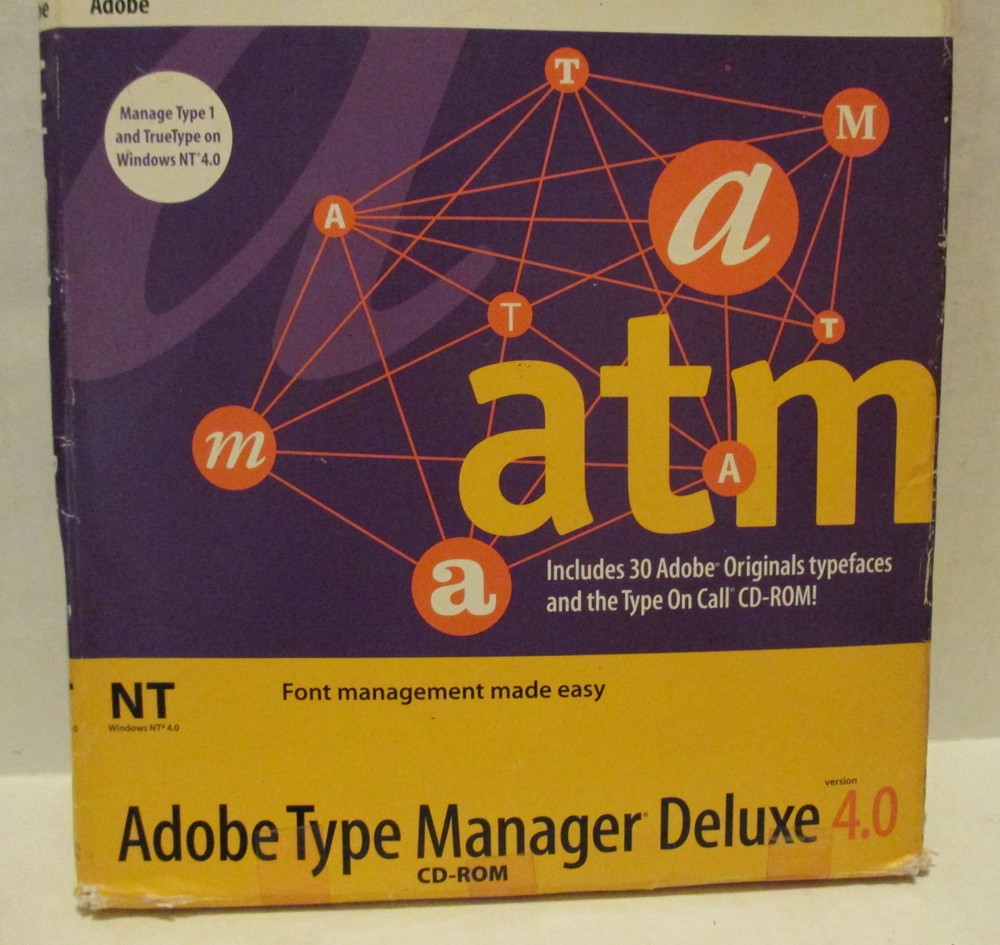 Adobe
Manage Type 1
and TrueType on
Windows NT® 4.0
T
M
a
A
T
T
atm
m
A
a
Includes 30 Adobe® Originals typefaces
and the Type On Call® CD-ROM!
NT
Windows NT® 4.0
Font management made easy
version
Adobe Type Manager® Deluxe 4.0
CD-ROM